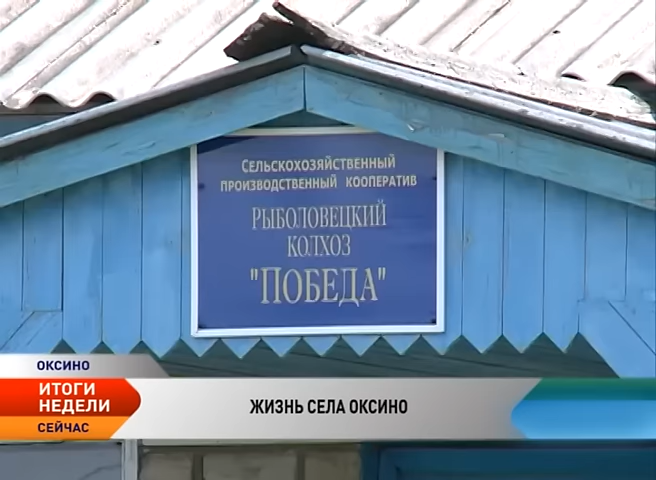 СЕЛЬСКОХОЗЯЙСТВЕННЫЙ
ПРОИЗВОДСТВЕННЫЙ КООПЕРАТИВ
РЫБОЛОВЕЦКИЙ
КОЛХОЗ
"ПОБЕДА"
ОКСИНО
ИТОГИ
НЕДЕЛИ
СЕЙЧАС
ЖИЗНЬ СЕЛА ОКСИНО